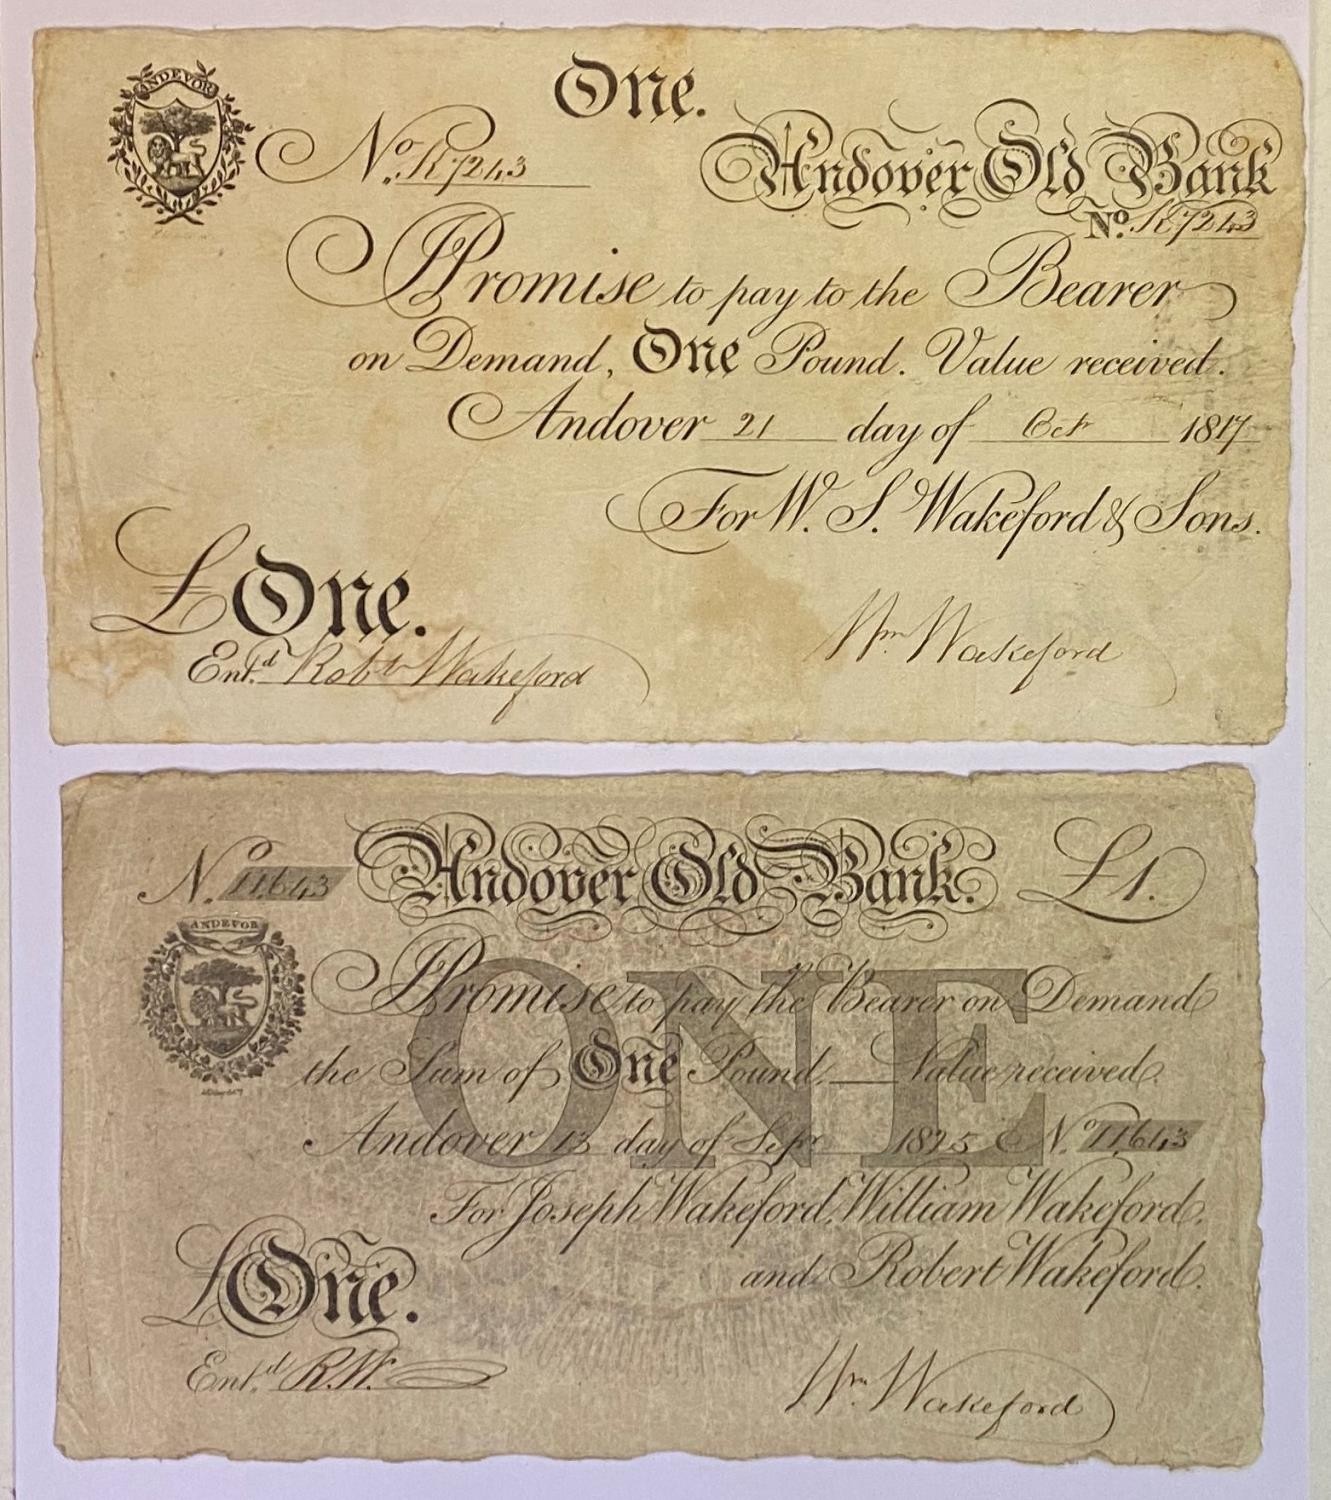 One.
ANDEVOR
No. K7243
Andover Old Bank
No. K7243
I Promise to pay to the Bearer
on Demand, One Pound. Value received.
Andover 21 day of Oct 1817
For W. S. Wakeford & Sons.
£ One.
Wm Wakeford
Entd Robt Wakeford
No. 11643 Andover Old Bank. £1.
ANDEVOR
ONE
I Promise to pay the Bearer on Demand
the Sum of One Pound Value received.
Andover 13 day of Sepr 1825 No. 11643
For Joseph Wakeford, William Wakeford,
and Robert Wakeford.
£ One.
Entd R.W.
Wm Wakeford